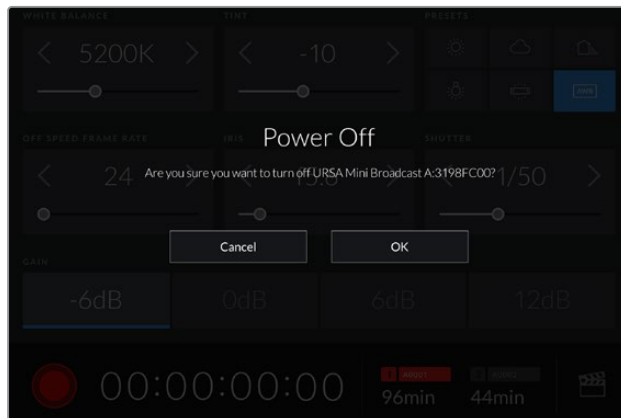 WHITE BALANCE TINT PRESETS
5200K -10
AWB
OFF SPEED FRAME RATE IRIS SHUTTER
Power Off
Are you sure you want to turn off URSA Mini Broadcast A:3198FC00?
24 1/50
Cancel OK
GAIN
-6dB 0dB 6dB 12dB
00:00:00:00
1
96min 44min